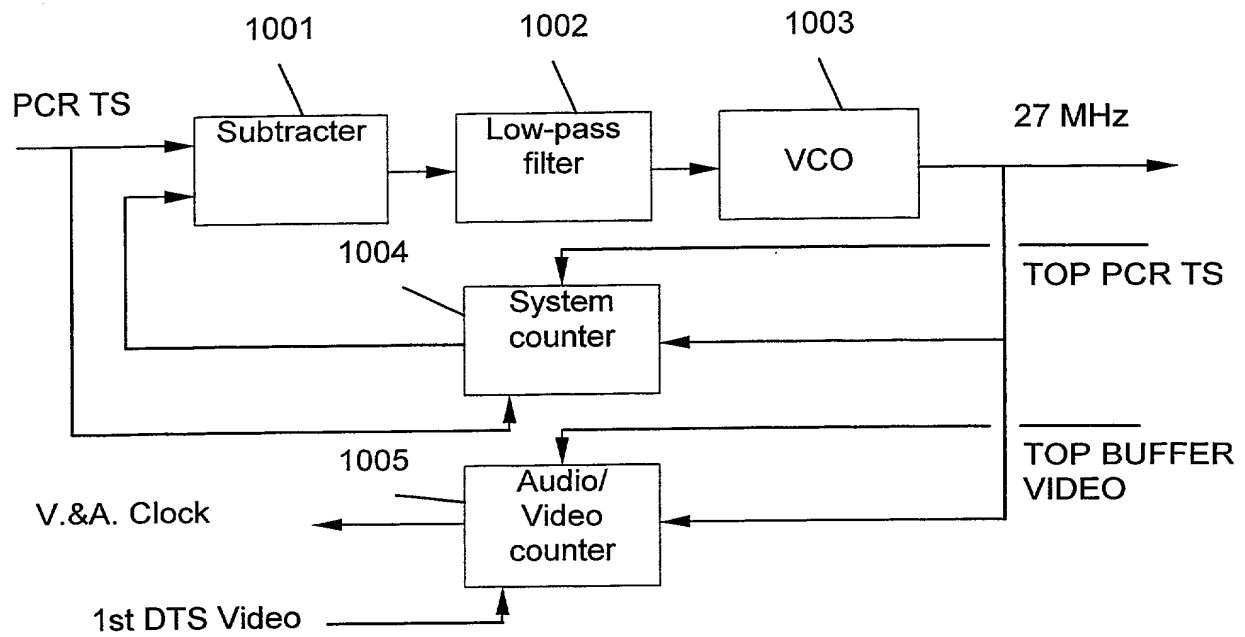 1001
1002
1003
PCR TS
Subtracter
Low-pass
filter
VCO
27 MHz
1004
TOP PCR TS
System
counter
1005
TOP BUFFER
VIDEO
Audio/
Video
counter
V.&A. Clock
1st DTS Video